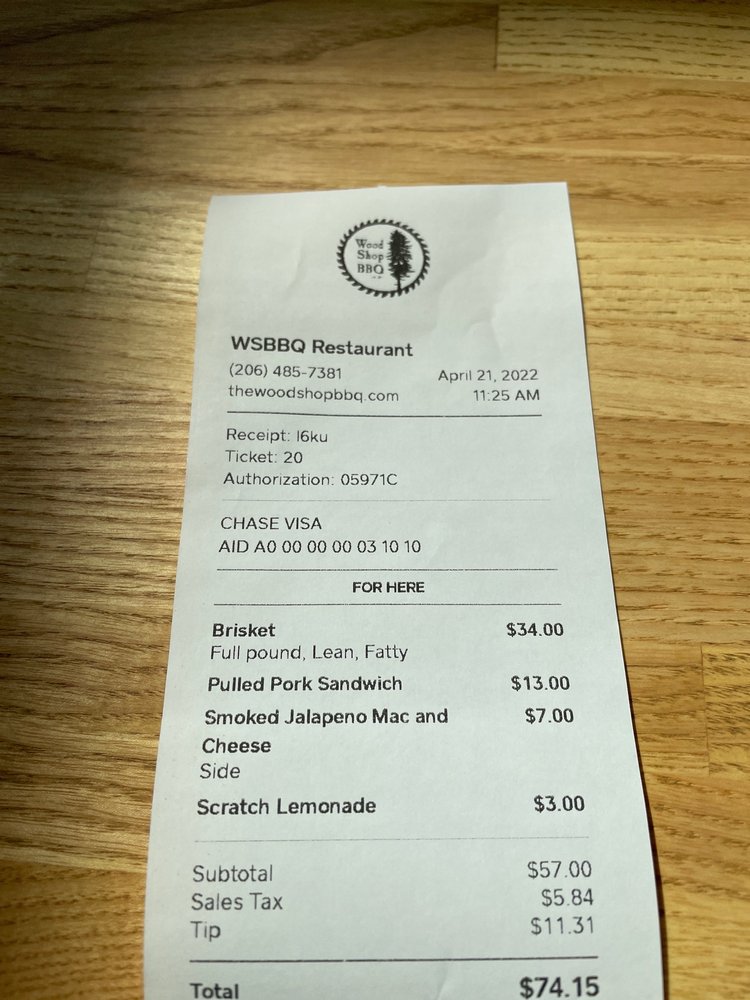 Wood
Shop
BBQ
WSBBQ Restaurant
(206) 485-7381 April 21, 2022
thewoodshopbbq.com 11:25 AM
Receipt: I6ku
Ticket: 20
Authorization: 05971C
CHASE VISA
AID A0 00 00 00 03 10 10
FOR HERE
Brisket $34.00
Full pound, Lean, Fatty
Pulled Pork Sandwich $13.00
Smoked Jalapeno Mac and $7.00
Cheese
Side
Scratch Lemonade $3.00
Subtotal $57.00
Sales Tax $5.84
Tip $11.31
Total $74.15